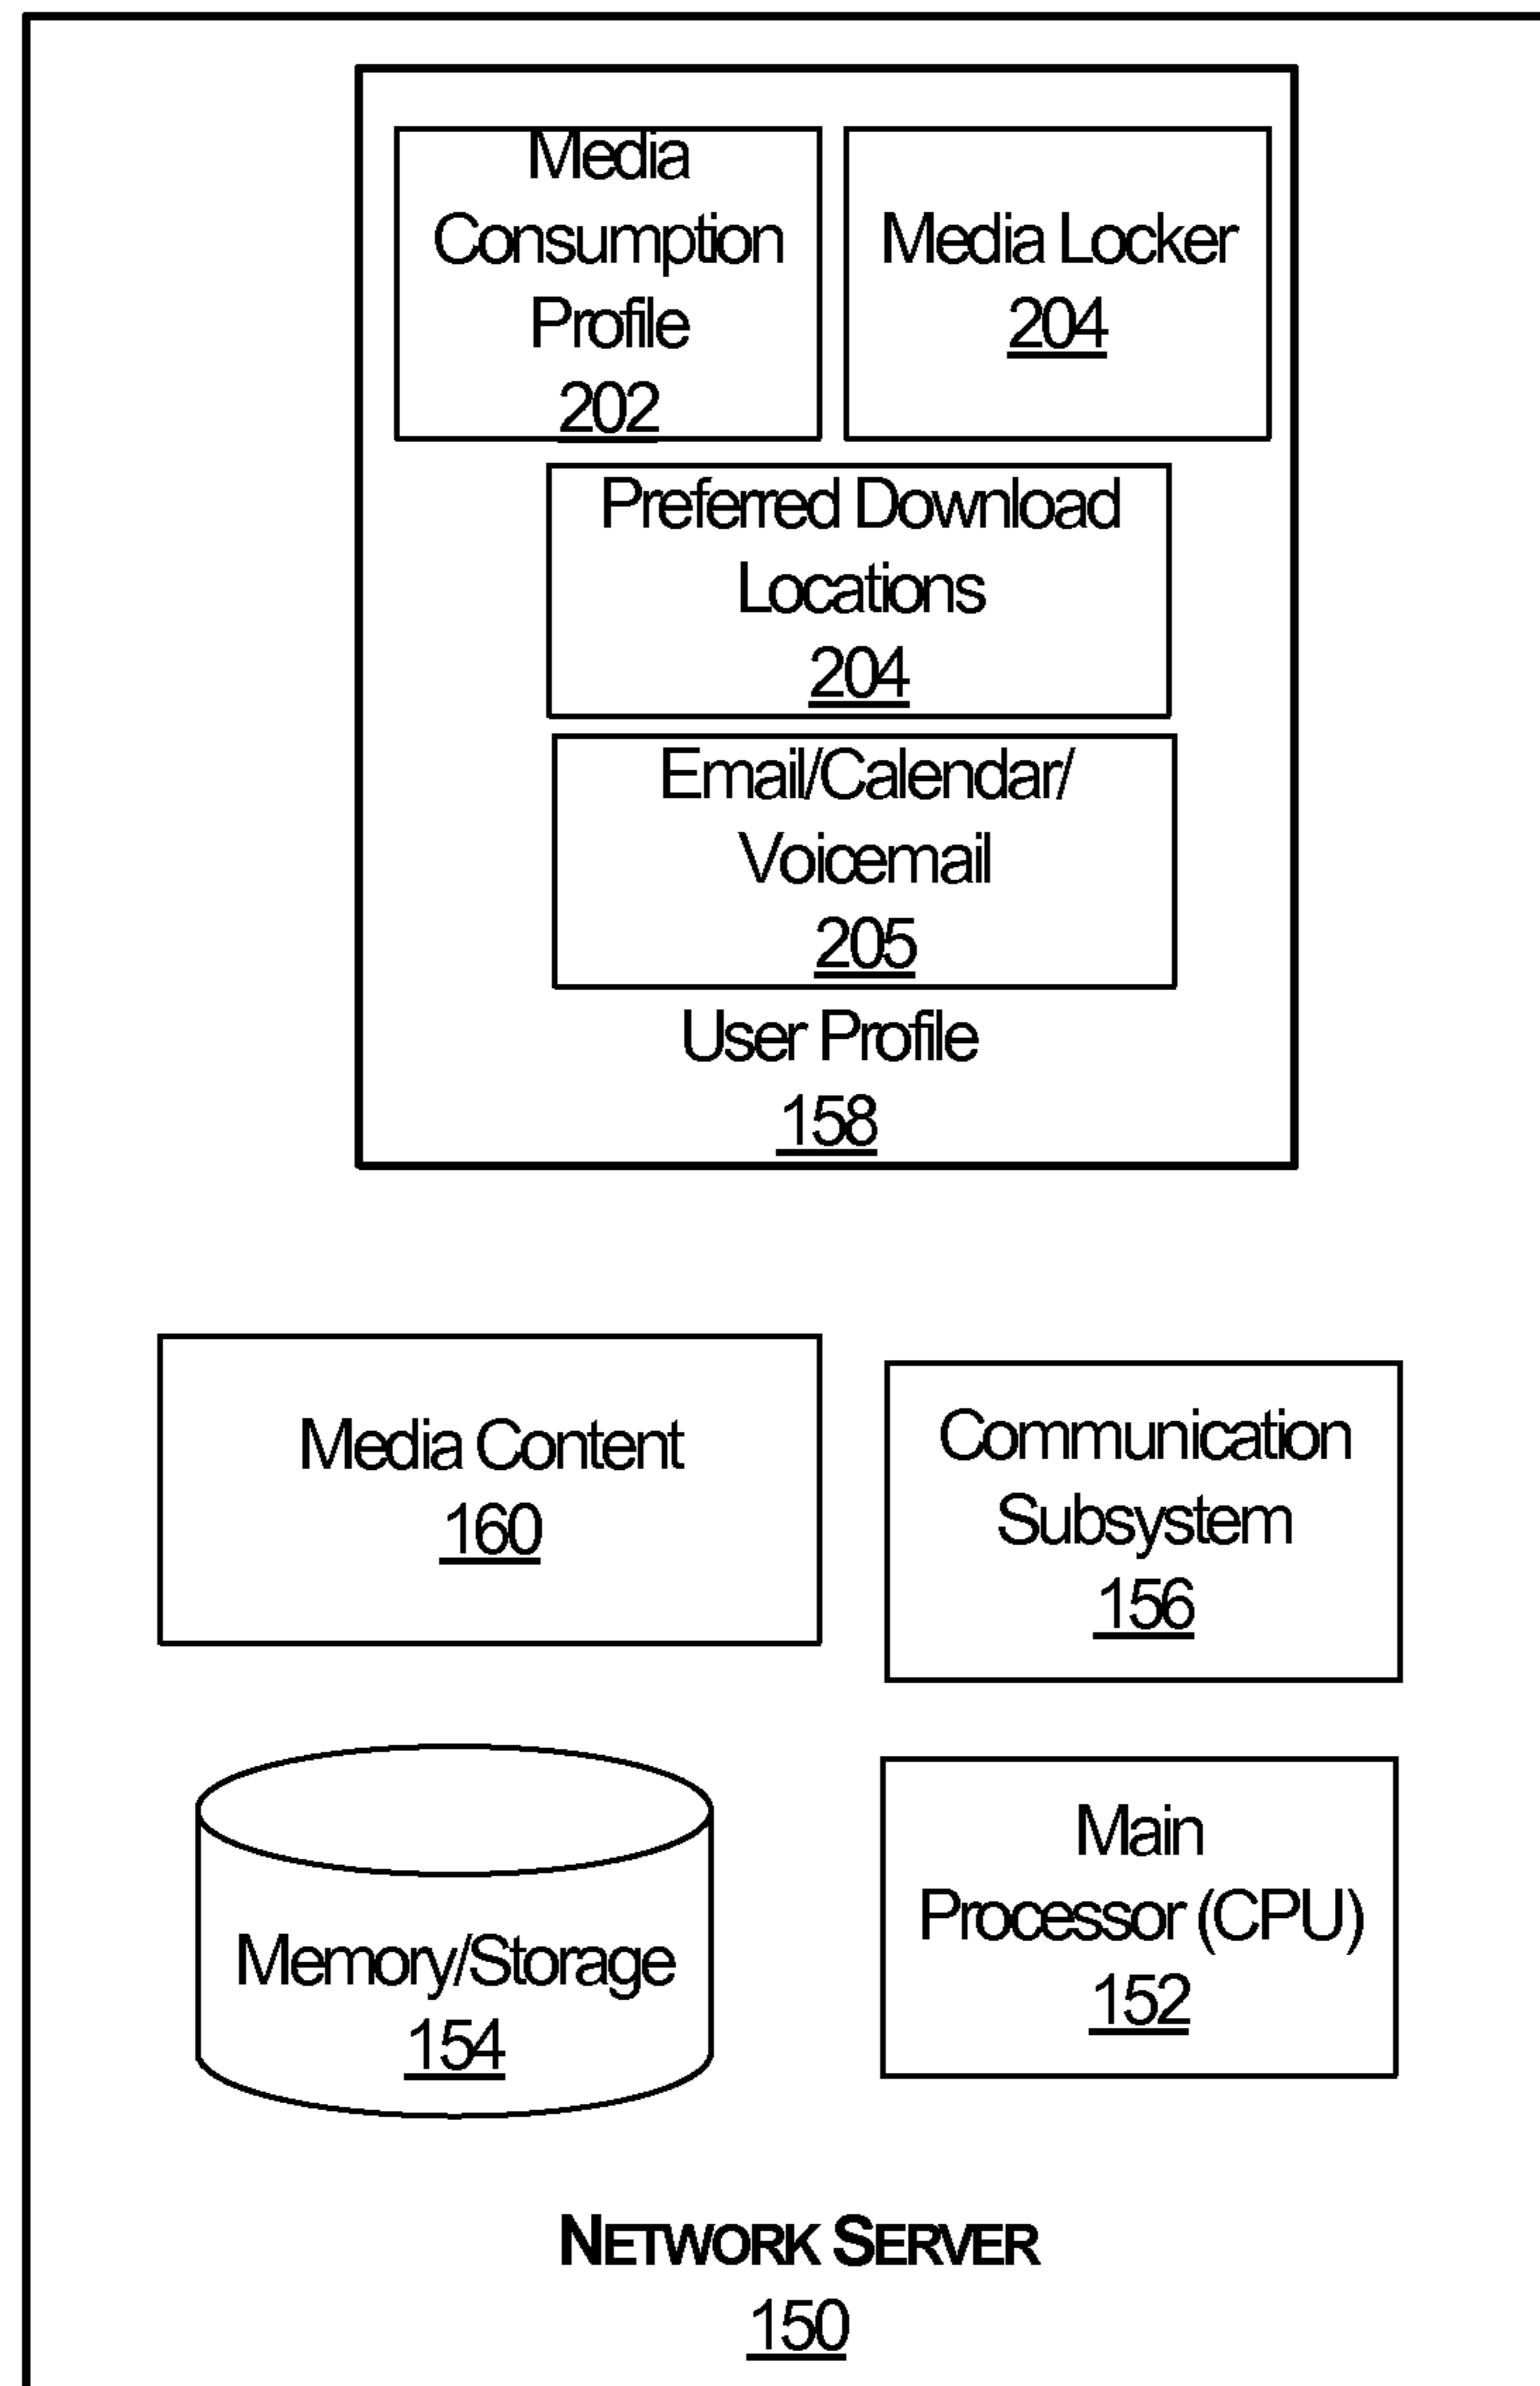 Media
Consumption
Profile
202
Media Locker
204
Preferred Download
Locations
204
Email/Calendar/
Voicemail
205
User Profile
158
Media Content
160
Communication
Subsystem
156
Memory/Storage
154
Main
Processor (CPU)
152
NETWORK SERVER
150